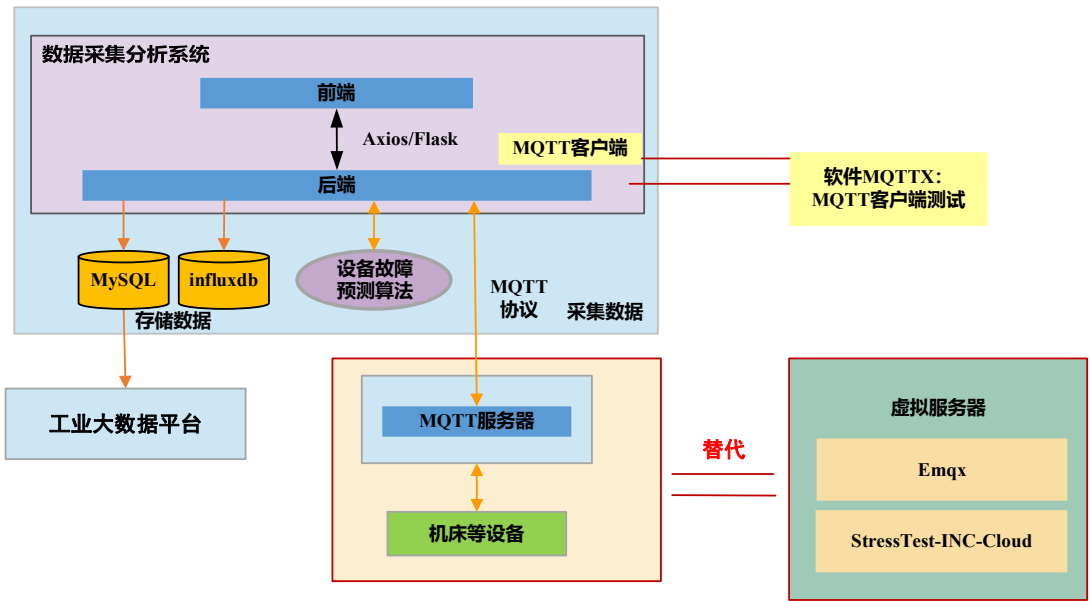 数据采集分析系统
前端
Axios/Flask
MQTT客户端
后端
软件MQTTX：
MQTT客户端测试
MySQL
influxdb
设备故障
预测算法
MQTT
协议
采集数据
存储数据
工业大数据平台
MQTT服务器
机床等设备
替代
虚拟服务器
Emqx
StressTest-INC-Cloud